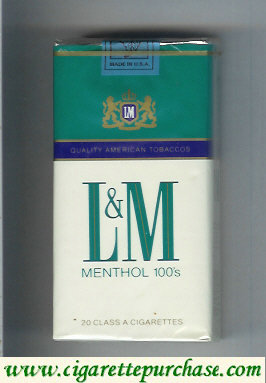 MADE IN U.S.A.
LM
QUALITY AMERICAN TOBACCOS
L&M
MENTHOL 100's
20 CLASS A CIGARETTES
www.cigarettepurchase.com